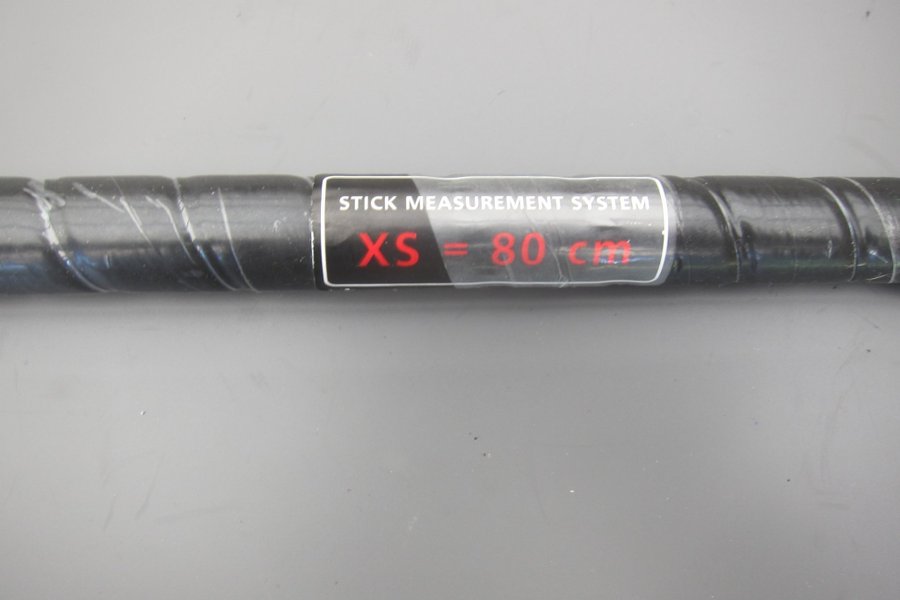 STICK MEASUREMENT SYSTEM
XS = 80 cm